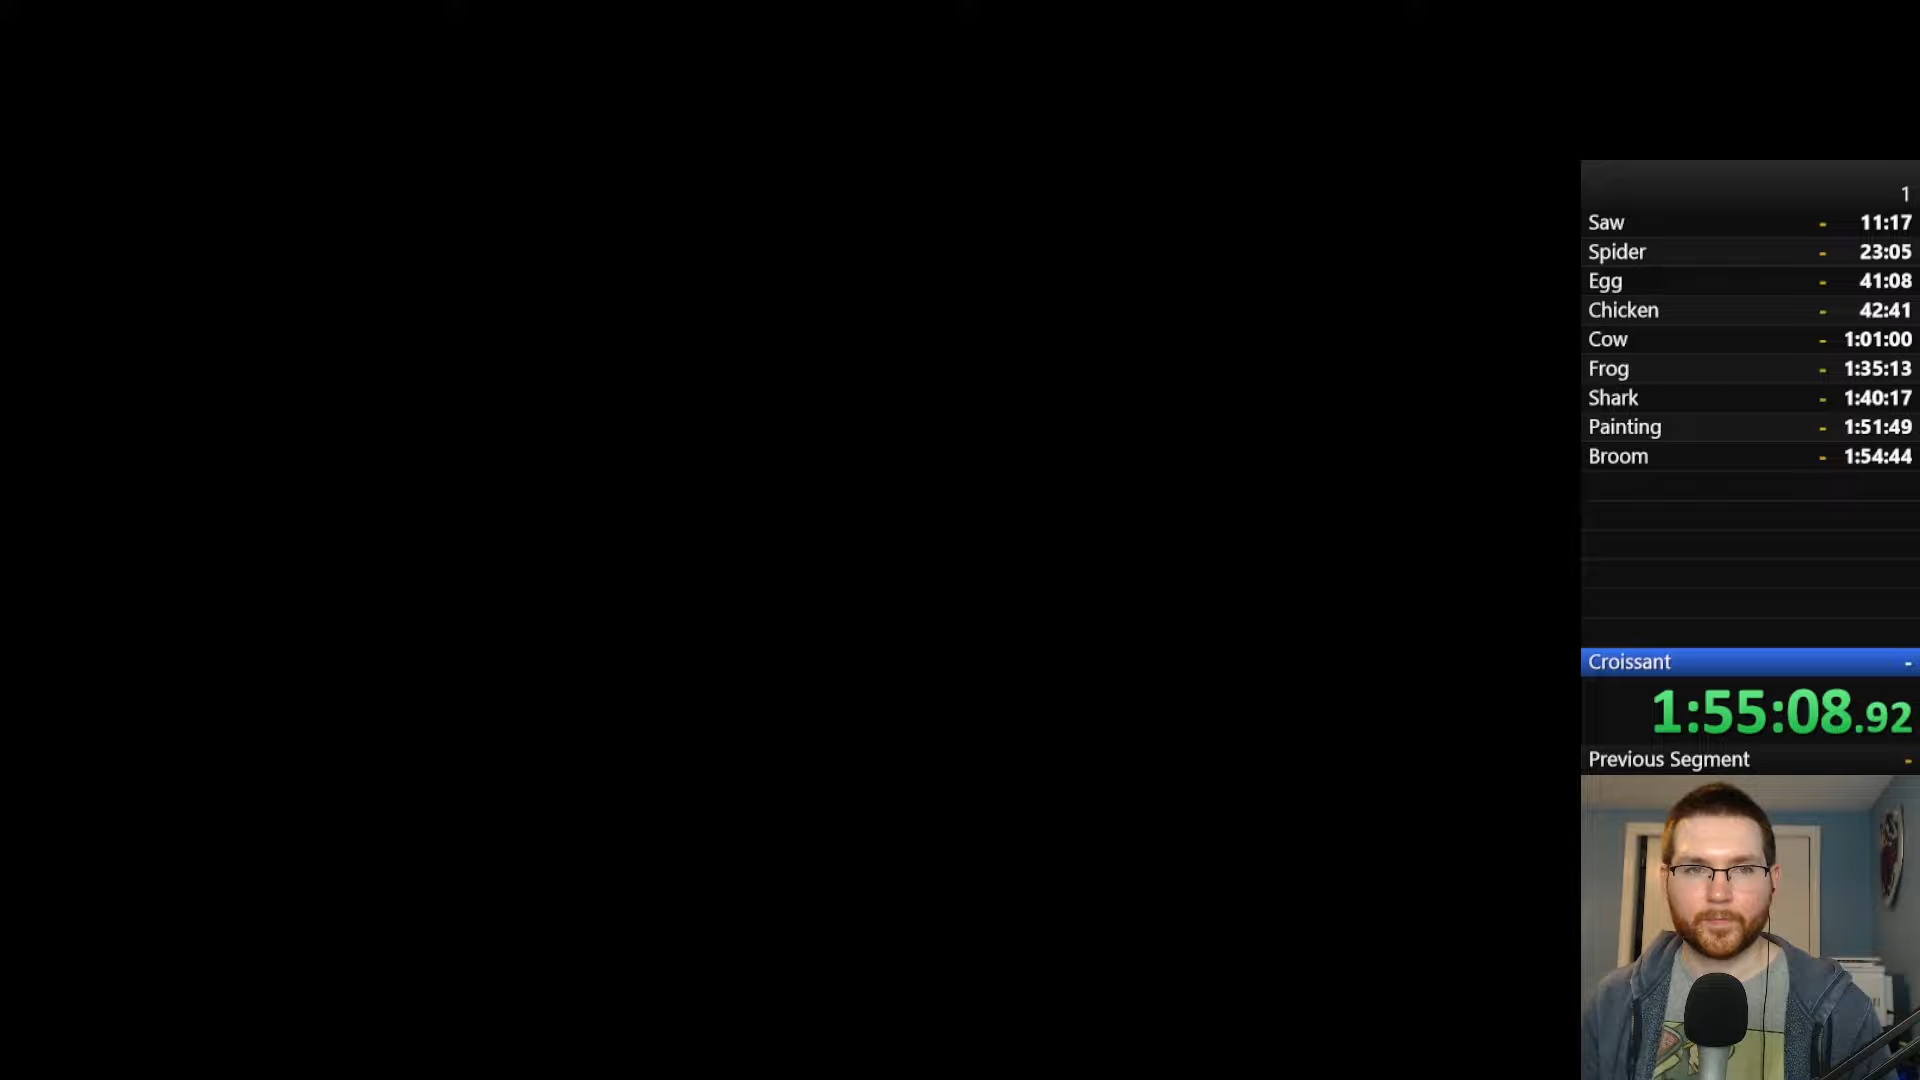 1
Saw - 11:17
Spider - 23:05
Egg - 41:08
Chicken - 42:41
Cow - 1:01:00
Frog - 1:35:13
Shark - 1:40:17
Painting - 1:51:49
Broom - 1:54:44
Croissant -
1:55:08.92
Previous Segment -